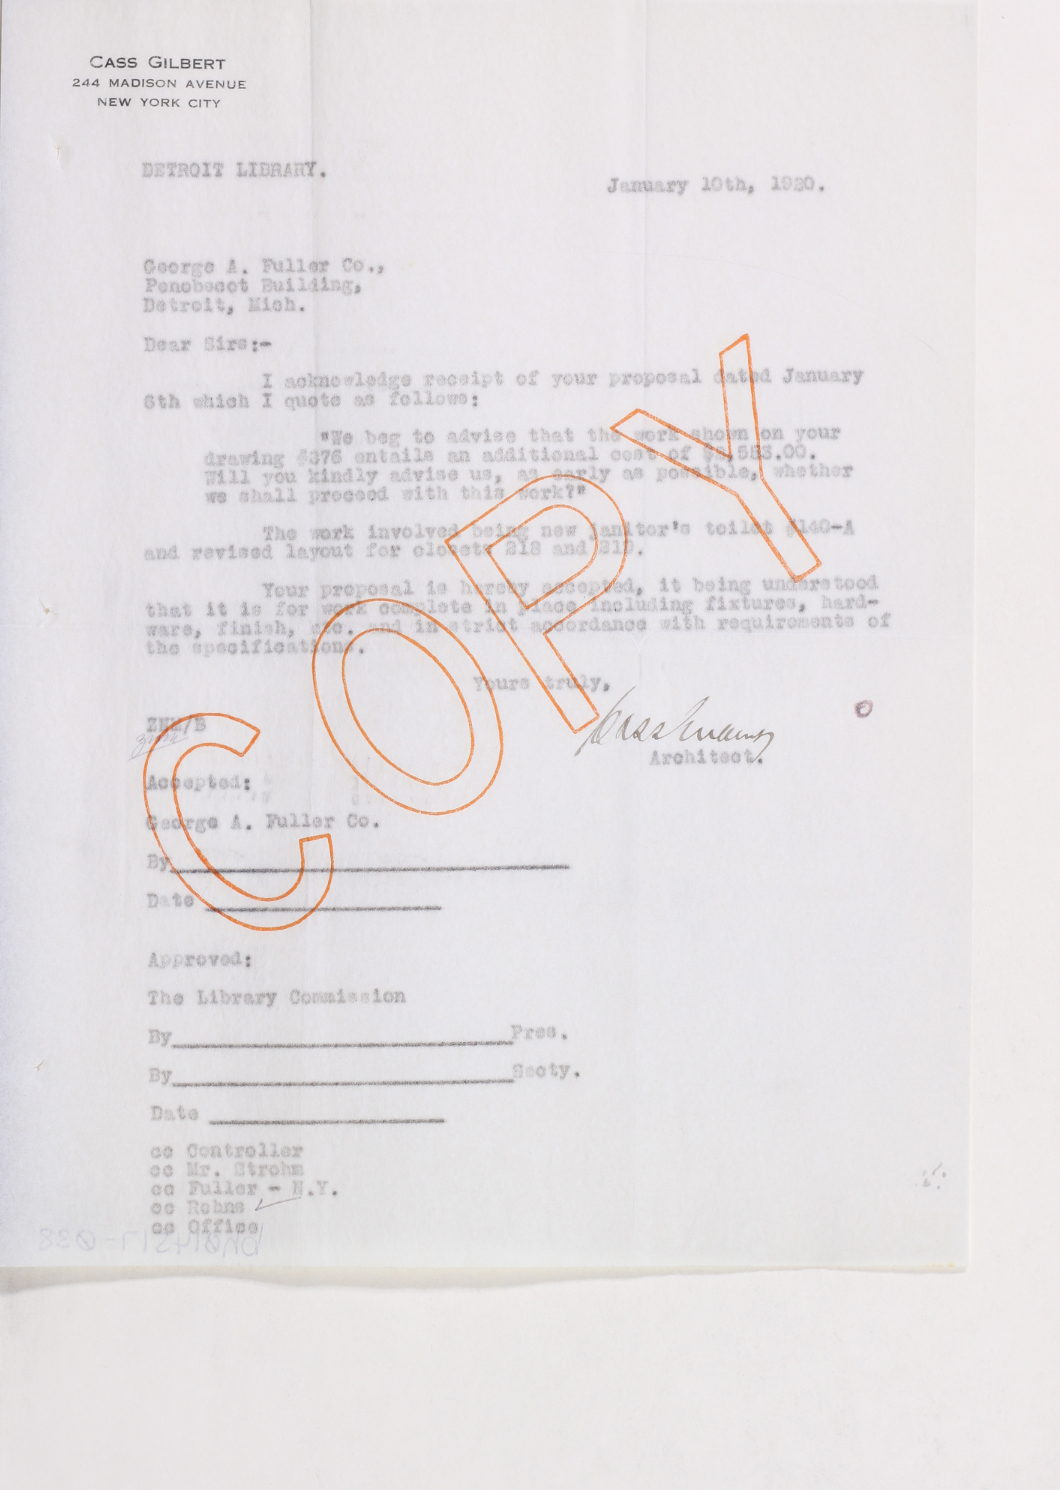 CASS GILBERT
244 MADISON AVENUE
NEW YORK CITY
DETROIT LIBRARY.
January 10th, 1920.
George A. Fuller Co.,
Penobscot Building,
Detroit, Mich.
Dear Sirs:-
I acknowledge receipt of your proposal dated January
6th which I quote as follows:
"We beg to advise that the work shown on your
drawing #376 entails an additional cost of
Will you kindly advise us, as early as possible, whether
we shall proceed with this work?"
The work involved being new janitor's toilet #140-A
and revised layout for closets 218 and 219.
Your proposal is hereby accepted, it being understood
that it is for work complete in place including fixtures, hard-
ware, finish, etc. and in strict accordance with requirements of
the specifications.
Yours truly,
Cass Gilbert
Architect.
Accepted:
George A. Fuller Co.
By
Date
Approved:
The Library Commission
By Pres.
By Secty.
Date
cc Controller
cc Mr. Strohm
cc Fuller - N.Y.
cc Rohns
cc Office
COPY